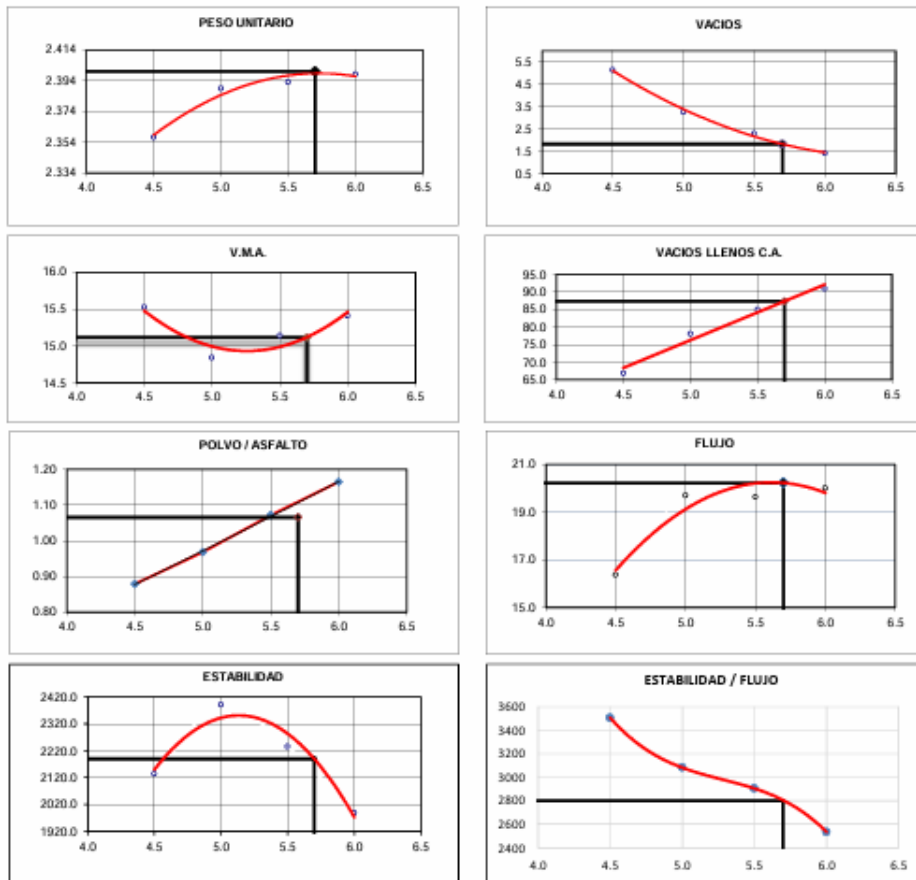 PESO UNITARIO
2.414
2.394
2.374
2.354
2.334
4.0 4.5 5.0 5.5 6.0 6.5
VACIOS
5.5
4.5
3.5
2.5
1.5
0.5
4.0 4.5 5.0 5.5 6.0 6.5
V.M.A.
16.0
15.5
15.0
14.5
4.0 4.5 5.0 5.5 6.0 6.5
VACIOS LLENOS C.A.
95.0
90.0
85.0
80.0
75.0
70.0
65.0
4.0 4.5 5.0 5.5 6.0 6.5
POLVO / ASFALTO
1.20
1.10
1.00
0.90
0.80
4.0 4.5 5.0 5.5 6.0 6.5
FLUJO
21.0
19.0
17.0
15.0
4.0 4.5 5.0 5.5 6.0 6.5
ESTABILIDAD
2420.0
2320.0
2220.0
2120.0
2020.0
1920.0
4.0 4.5 5.0 5.5 6.0 6.5
ESTABILIDAD / FLUJO
3600
3400
3200
3000
2800
2600
2400
4.0 4.5 5.0 5.5 6.0 6.5